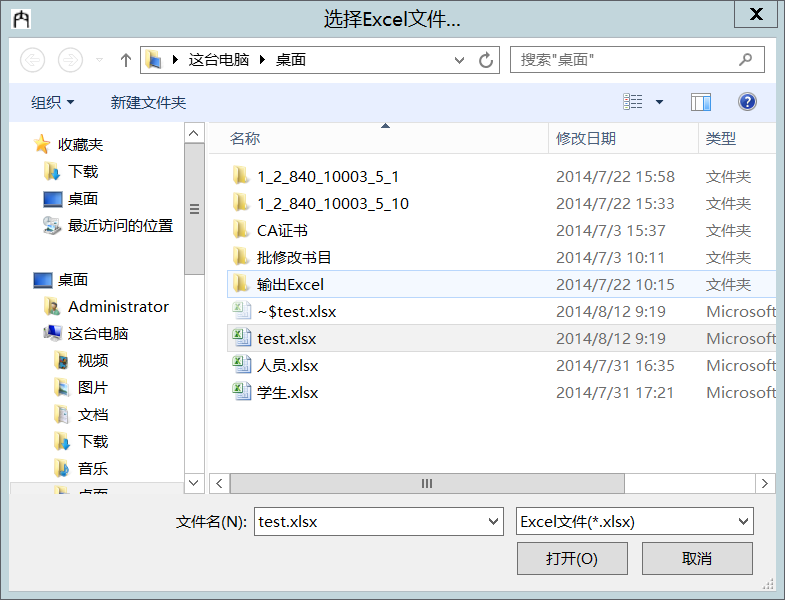 选择Excel文件...
这台电脑 桌面
搜索"桌面"
组织 新建文件夹
收藏夹
下载
桌面
最近访问的位置
桌面
Administrator
这台电脑
视频
图片
文档
下载
音乐
桌面
名称 修改日期 类型
1_2_840_10003_5_1 2014/7/22 15:58 文件夹
1_2_840_10003_5_10 2014/7/22 15:33 文件夹
CA证书 2014/7/3 15:37 文件夹
批修改书目 2014/7/3 10:11 文件夹
输出Excel 2014/7/22 10:15 文件夹
~$test.xlsx 2014/8/12 9:19 Microsoft
test.xlsx 2014/8/12 9:19 Microsoft
人员.xlsx 2014/7/31 16:35 Microsoft
学生.xlsx 2014/7/31 17:21 Microsoft
文件名(N): test.xlsx Excel文件(*.xlsx)
打开(O) 取消